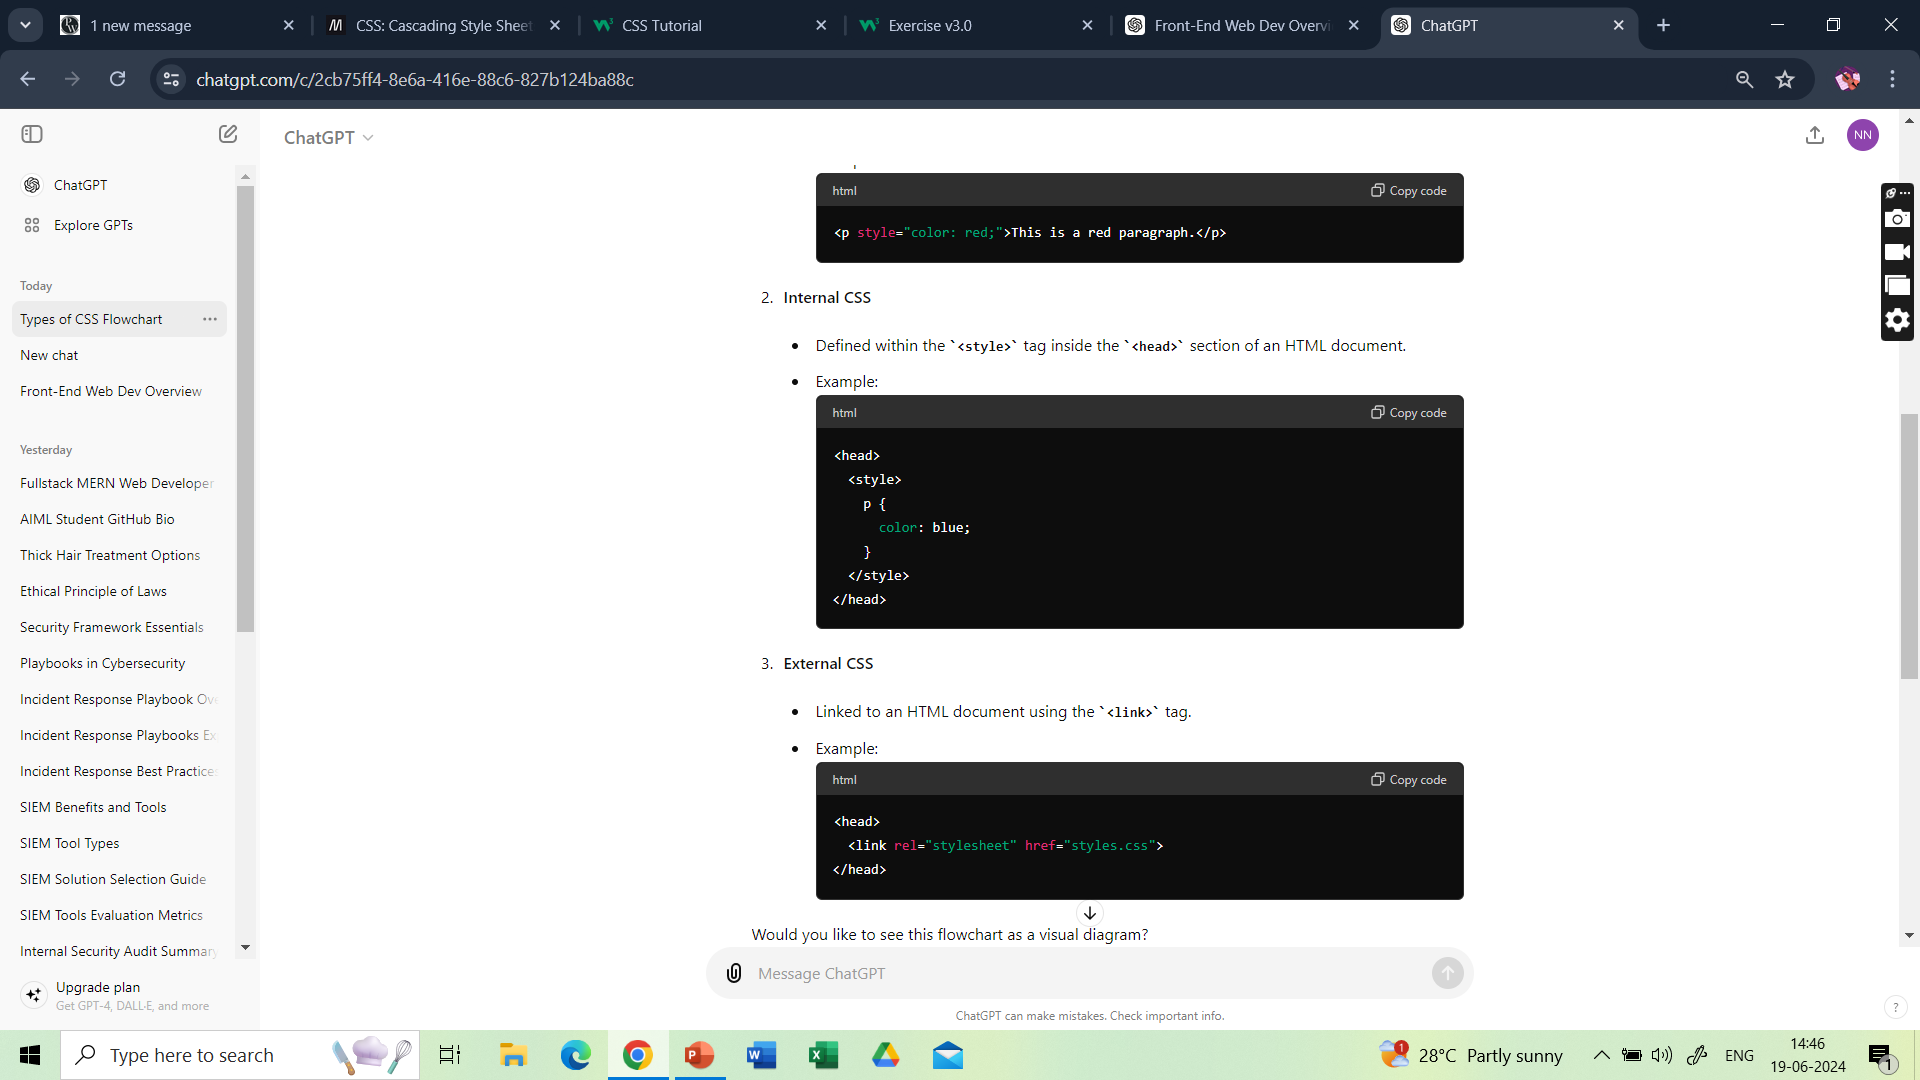 1 new message
CSS: Cascading Style Sheet
CSS Tutorial
Exercise v3.0
Front-End Web Dev Overvi
ChatGPT
chatgpt.com/c/2cb75ff4-8e6a-416e-88c6-827b124ba88c
ChatGPT
Explore GPTs
Today
Types of CSS Flowchart
New chat
Front-End Web Dev Overview
Yesterday
Fullstack MERN Web Developer
AIML Student GitHub Bio
Thick Hair Treatment Options
Ethical Principle of Laws
Security Framework Essentials
Playbooks in Cybersecurity
Incident Response Playbook Ove
Incident Response Playbooks Ex
Incident Response Best Practices
SIEM Benefits and Tools
SIEM Tool Types
SIEM Solution Selection Guide
SIEM Tools Evaluation Metrics
Internal Security Audit Summary
Upgrade plan
Get GPT-4, DALL·E, and more
ChatGPT
NN
html Copy code
<p style="color: red;">This is a red paragraph.</p>
2. Internal CSS
• Defined within the `<style>` tag inside the `<head>` section of an HTML document.
• Example:
html Copy code
<head>
<style>
p {
color: blue;
}
</style>
</head>
3. External CSS
• Linked to an HTML document using the `<link>` tag.
• Example:
html Copy code
<head>
<link rel="stylesheet" href="styles.css">
</head>
Would you like to see this flowchart as a visual diagram?
Message ChatGPT
ChatGPT can make mistakes. Check important info.
?
Type here to search
1
28°C Partly sunny
ENG
14:46
19-06-2024
1